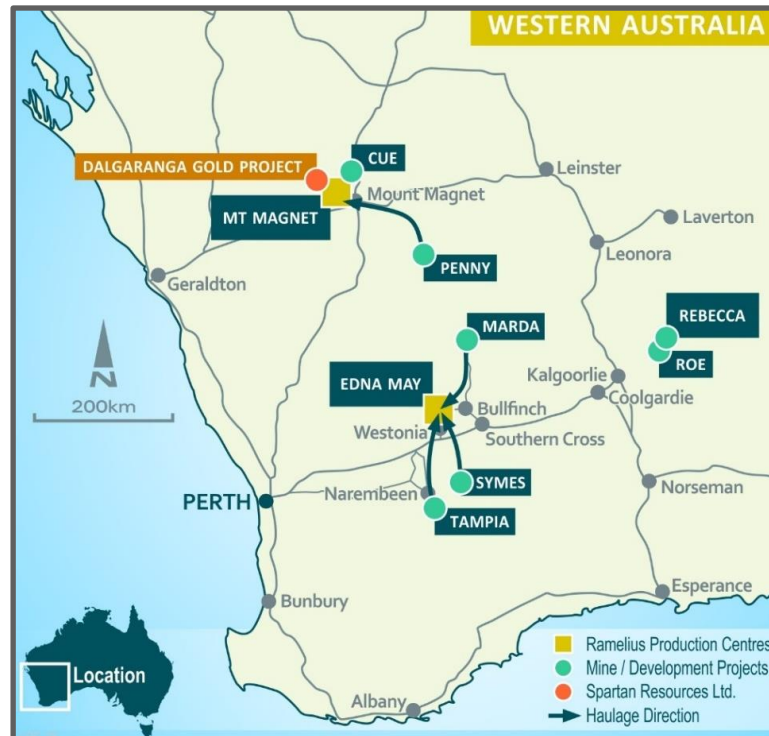 WESTERN AUSTRALIA
CUE
DALGARANGA GOLD PROJECT
Leinster
Mount Magnet
MT MAGNET
Laverton
Leonora
PENNY
Geraldton
MARDA
REBECCA
ROE
N
200km
EDNA MAY
Kalgoorlie
Coolgardie
Bullfinch
Westonia
Southern Cross
SYMES
Norseman
PERTH
Narembeen
TAMPIA
Esperance
Bunbury
Location
Albany
Ramelius Production Centres
Mine / Development Projects
Spartan Resources Ltd.
Haulage Direction